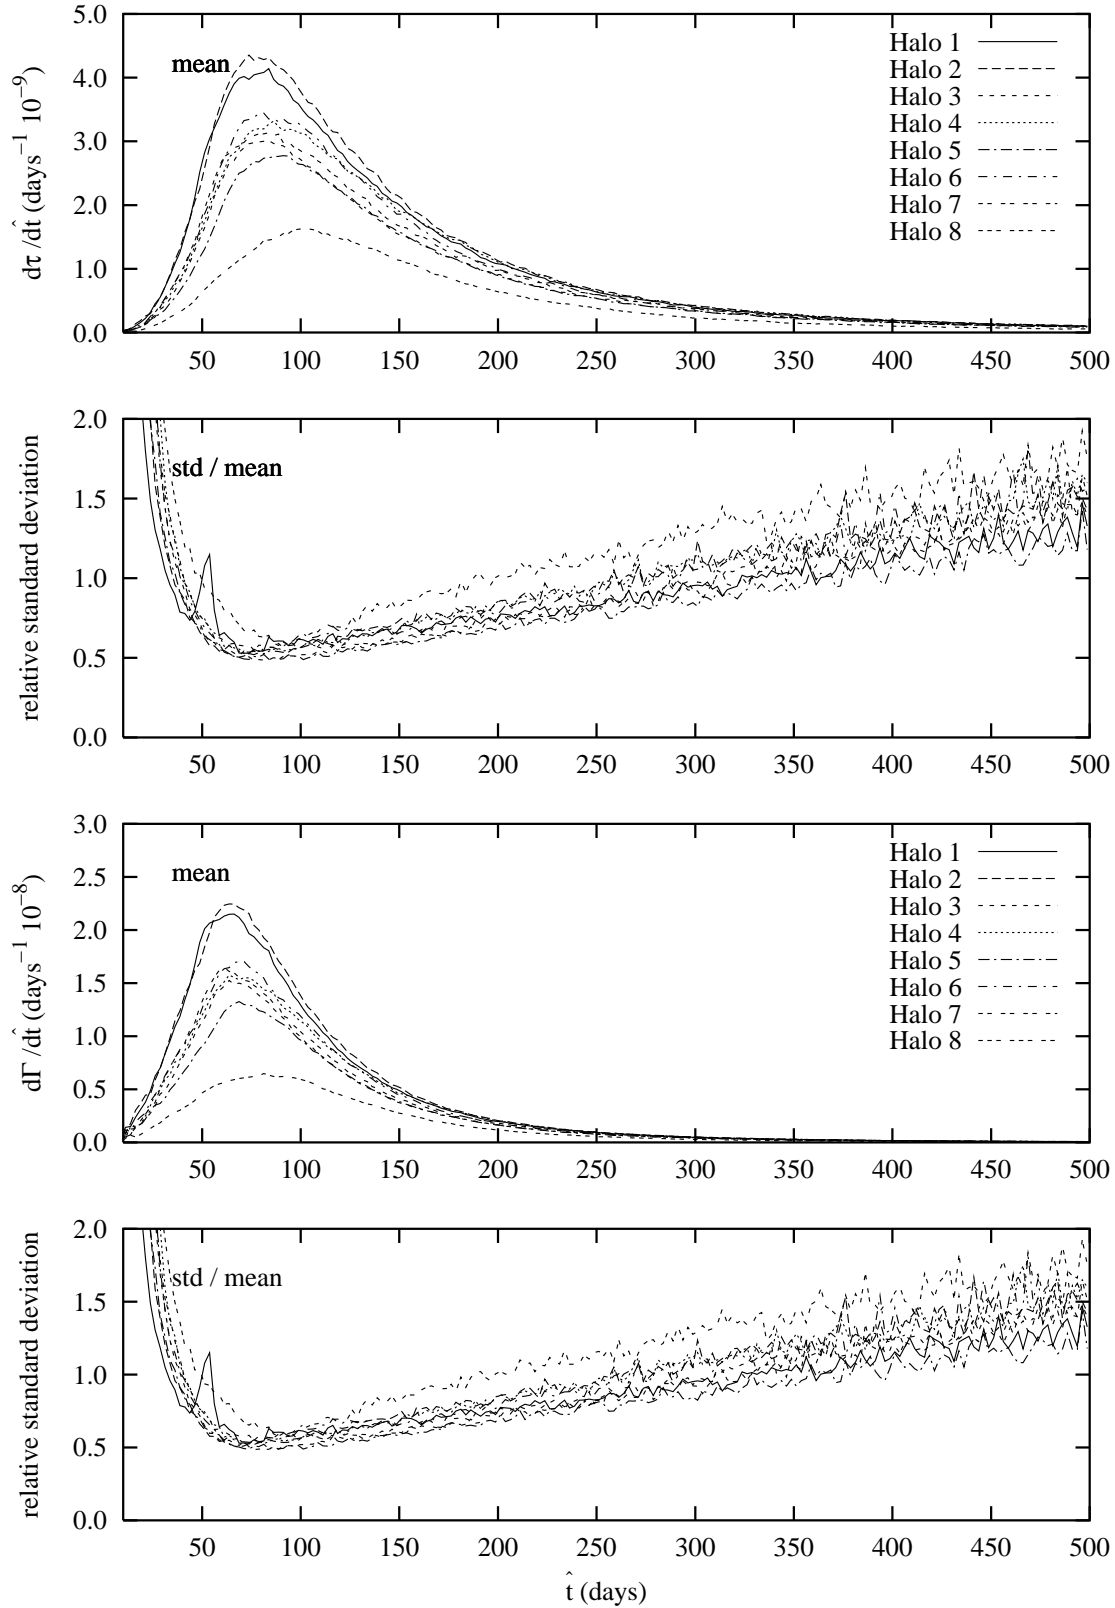 5.0
mean
Halo 1
4.0
Halo 2
Halo 3
3.0
Halo 4
Halo 5
2.0
Halo 6
Halo 7
1.0
Halo 8
0.0
dτ/dt̂ (days⁻¹ 10⁻⁹)
50 100 150 200 250 300 350 400 450 500
2.0
std / mean
1.5
1.0
0.5
0.0
relative standard deviation
50 100 150 200 250 300 350 400 450 500
3.0
Halo 1
mean
2.5
Halo 2
Halo 3
2.0
Halo 4
Halo 5
1.5
Halo 6
1.0
Halo 7
Halo 8
0.5
0.0
dΓ/dt̂ (days⁻¹ 10⁻⁸)
50 100 150 200 250 300 350 400 450 500
2.0
std / mean
1.5
1.0
0.5
0.0
relative standard deviation
50 100 150 200 250 300 350 400 450 500
t̂ (days)